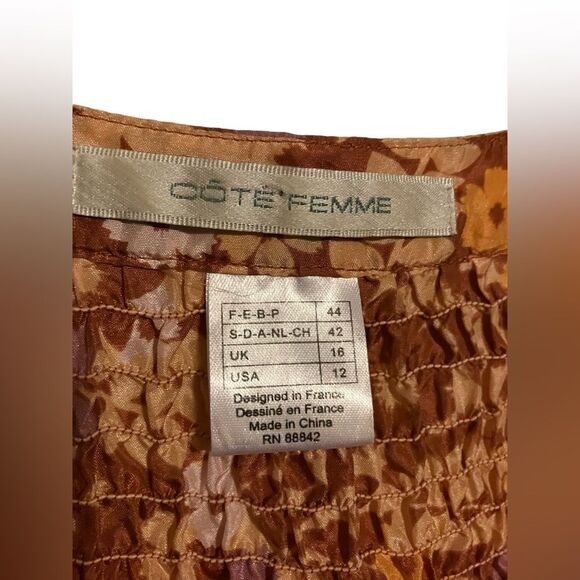 CÔTÉ FEMME
F-E-B-P 44
S-D-A-NL-CH 42
UK 16
USA 12
Designed in France
Dessiné en France
Made in China
RN 88842